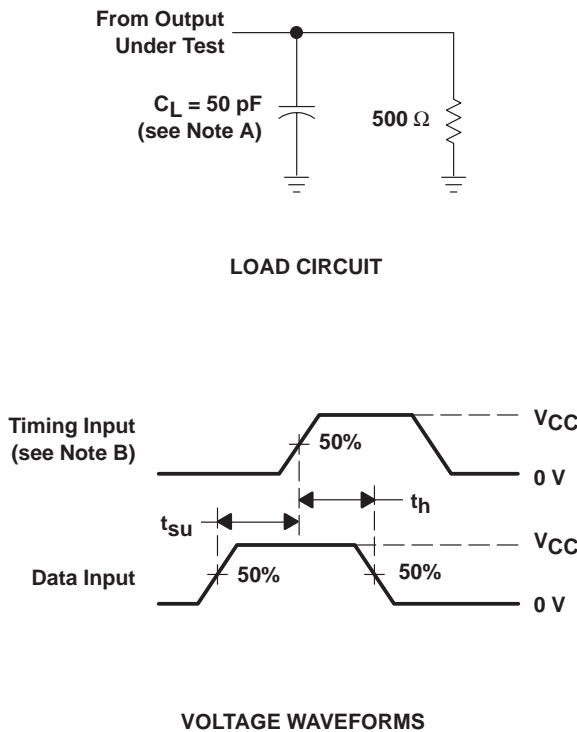 From Output
Under Test
CL = 50 pF
(see Note A)
500 Ω
LOAD CIRCUIT
Timing Input
(see Note B)
50%
VCC
0 V
th
tsu
VCC
Data Input
50%
50%
0 V
VOLTAGE WAVEFORMS